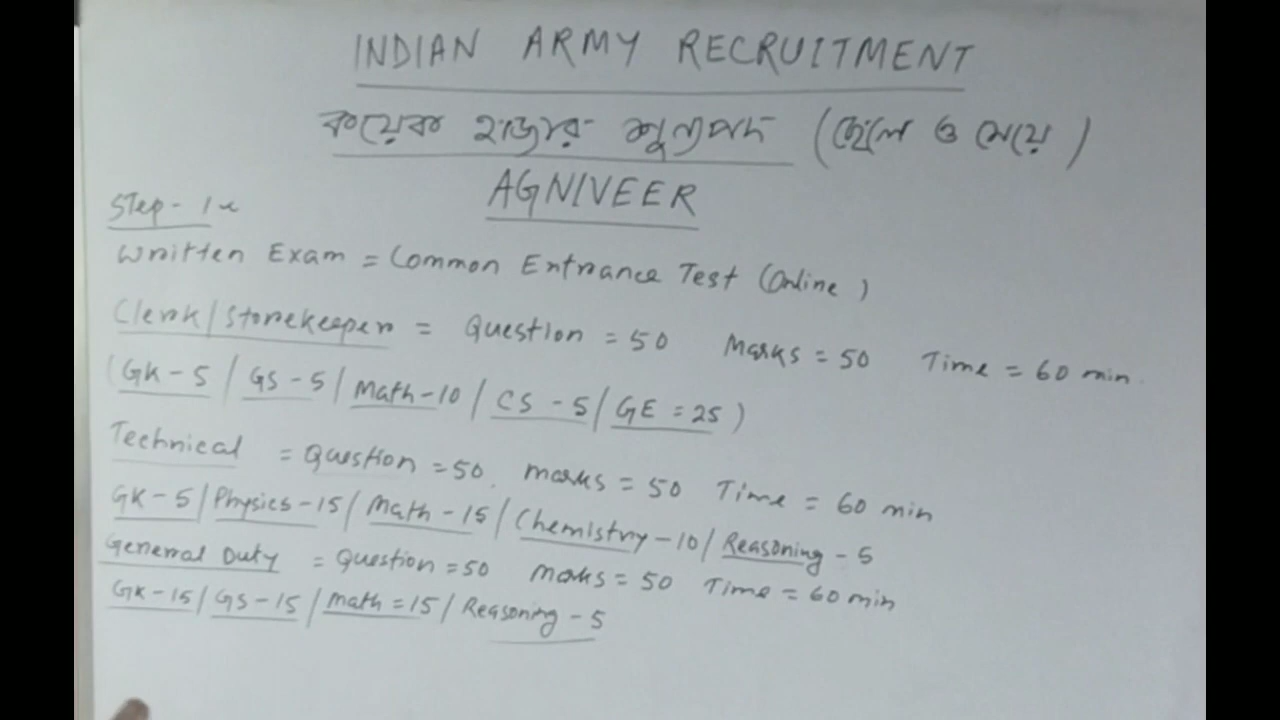 INDIAN ARMY RECRUITMENT
কয়েক হাজার শূন্যপদ (ছেলে ও মেয়ে)
AGNIVEER
Step - 1
Written Exam = Common Entrance Test (Online)
Clerk/Storekeeper = Question = 50 Marks = 50 Time = 60 min.
(GK - 5 / GS - 5 / Math - 10 / CS - 5 / GE = 25)
Technical = Question = 50. Marks = 50 Time = 60 min
GK - 5 / Physics - 15 / Math - 15 / Chemistry - 10 / Reasoning - 5
General Duty = Question = 50 Marks = 50 Time = 60 min
GK - 15 / GS - 15 / Math = 15 / Reasoning - 5